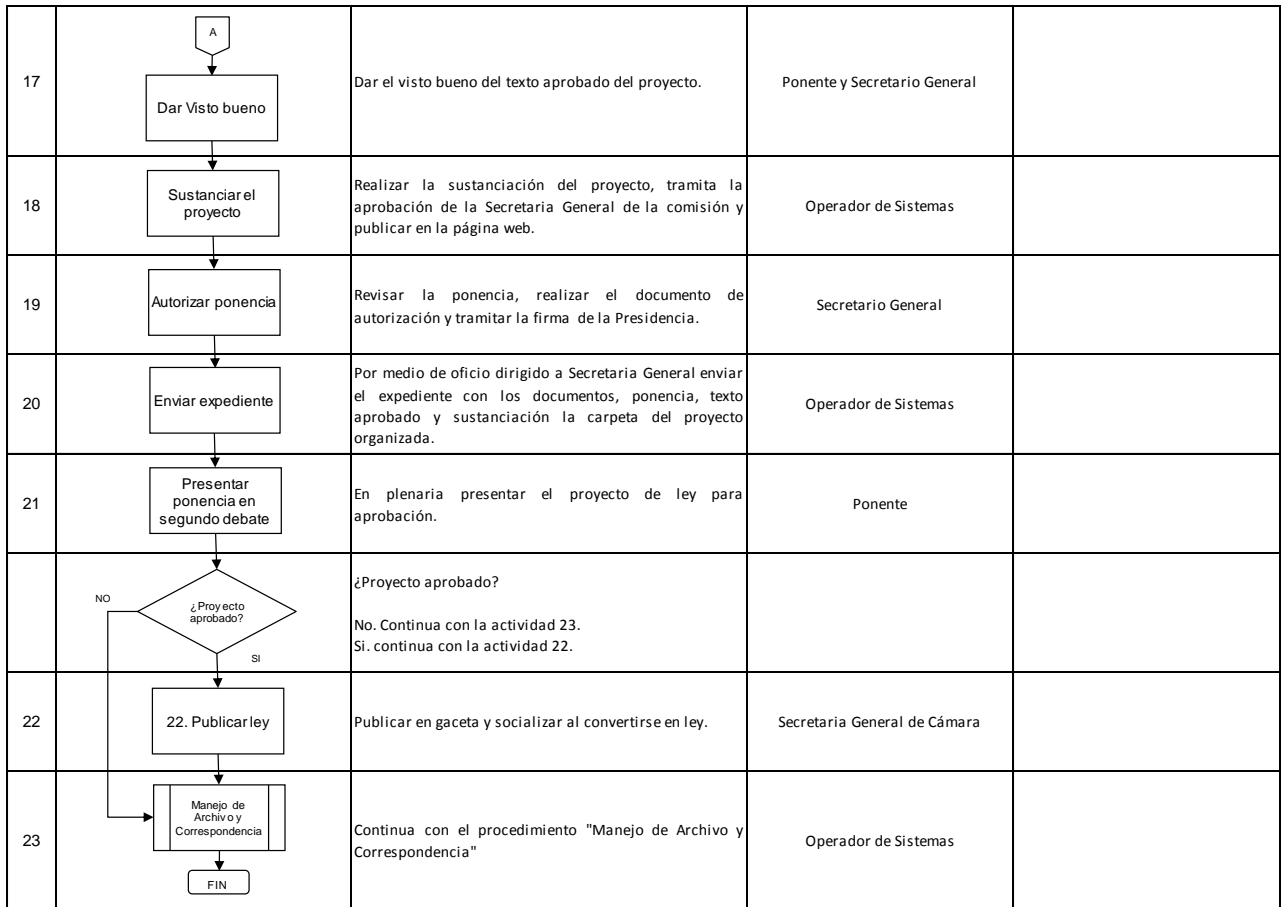 A
17
Dar Visto bueno
Dar el visto bueno del texto aprobado del proyecto.
Ponente y Secretario General
18
Sustanciar el
proyecto
Realizar la sustanciación del proyecto, tramita la
aprobación de la Secretaria General de la comisión y
publicar en la página web.
Operador de Sistemas
19
Autorizar ponencia
Revisar la ponencia, realizar el documento de
autorización y tramitar la firma de la Presidencia.
Secretario General
20
Enviar expediente
Por medio de oficio dirigido a Secretaria General enviar
el expediente con los documentos, ponencia, texto
aprobado y sustanciación la carpeta del proyecto
organizada.
Operador de Sistemas
21
Presentar
ponencia en
segundo debate
En plenaria presentar el proyecto de ley para
aprobación.
Ponente
NO
¿Proyecto
aprobado?
SI
¿Proyecto aprobado?
No. Continua con la actividad 23.
Si. continua con la actividad 22.
22
22. Publicar ley
Publicar en gaceta y socializar al convertirse en ley.
Secretaria General de Cámara
23
Manejo de
Archivo y
Correspondencia
FIN
Continua con el procedimiento "Manejo de Archivo y
Correspondencia"
Operador de Sistemas